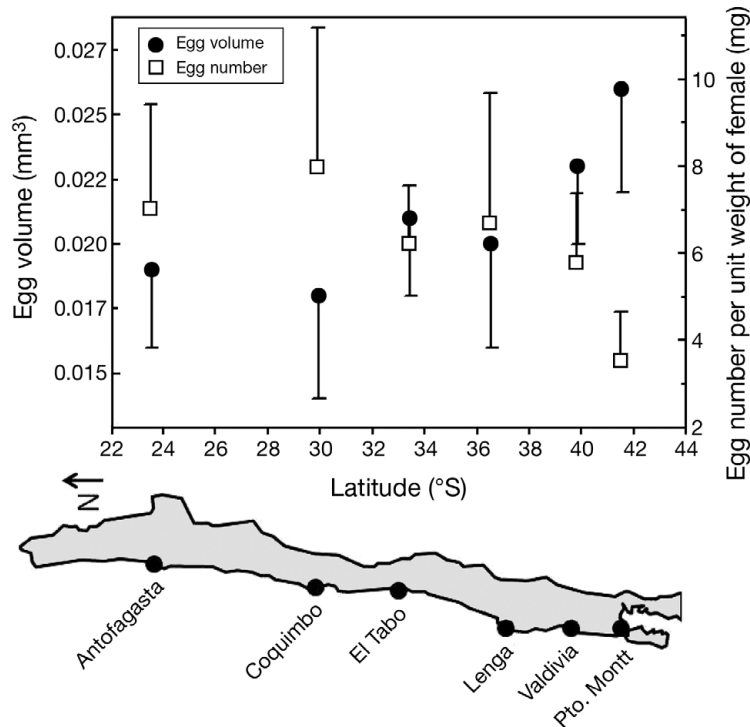 Egg volume
Egg number
0.027
0.025
0.022
0.020
0.017
0.015
Egg volume (mm³)
10
8
6
4
2
Egg number per unit weight of female (mg)
22 24 26 28 30 32 34 36 38 40 42 44
Latitude (°S)
N
Antofagasta
Coquimbo
El Tabo
Lenga
Valdivia
Pto. Montt